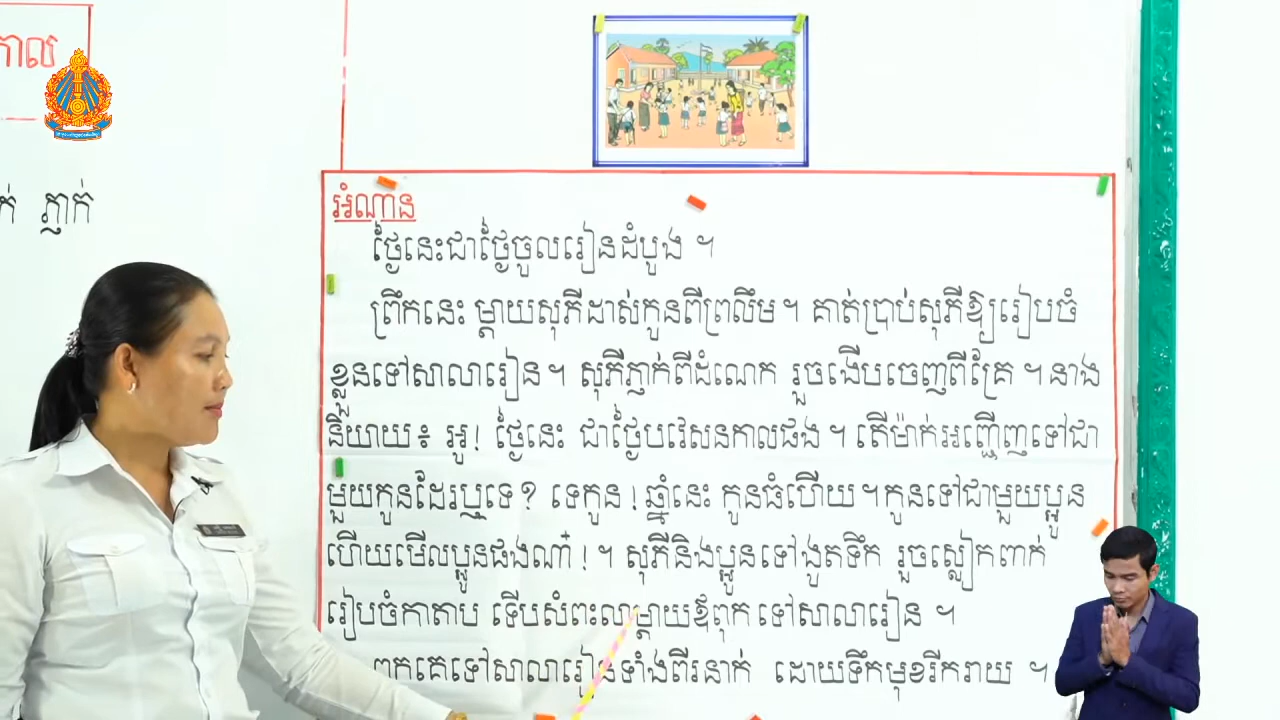 កាល
ក់ ភ្ញាក់
អំណាន
ថ្ងៃនេះជាថ្ងៃចូលរៀនដំបូង ។
ព្រឹកនេះ ម្ដាយសុភីដាស់កូនពីព្រលឹម ។ គាត់ប្រាប់សុភីឱ្យរៀបចំ
ខ្លួនទៅសាលារៀន ។ សុភីភ្ញាក់ពីដំណេក រួចងើបចេញពីគ្រែ ។ នាង
និយាយ៖ អូ! ថ្ងៃនេះ ជាថ្ងៃបវេសនកាលផង ។ តើម៉ាក់អញ្ជើញទៅជា
មួយកូនដែរឬទេ? ទេកូន! ឆ្នាំនេះ កូនធំហើយ ។ កូនទៅជាមួយប្អូន
ហើយមើលប្អូនផងណា៎! ។ សុភីនិងប្អូនទៅងូតទឹក រួចស្លៀកពាក់
រៀបចំកាតាប ទើបសំពះលាម្ដាយឪពុក ទៅសាលារៀន ។
ពួកគេទៅសាលារៀនទាំងពីរនាក់ ដោយទឹកមុខរីករាយ ។